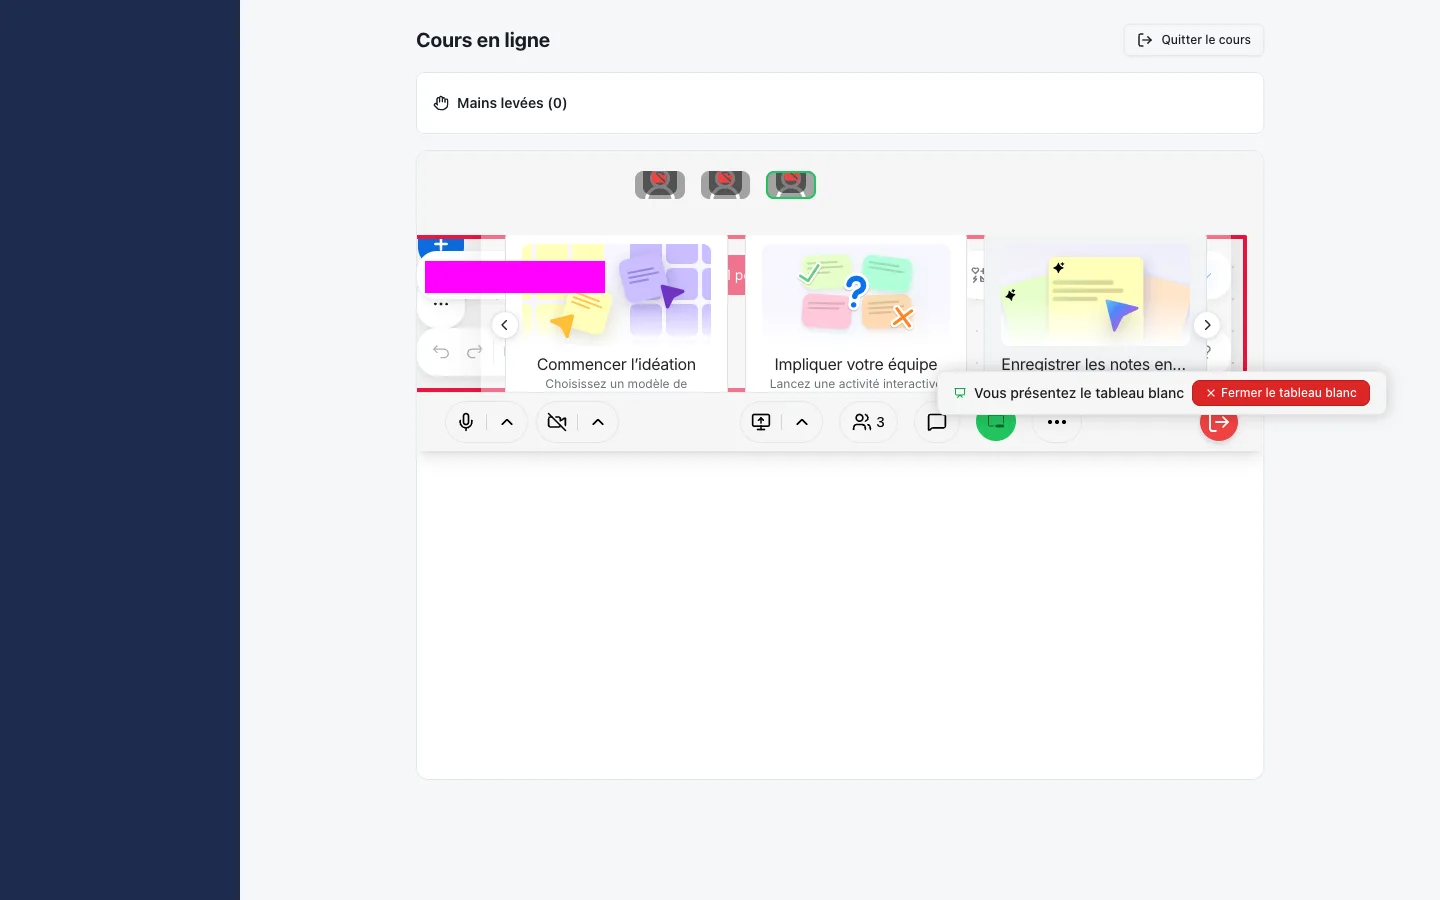 Cours en ligne
Quitter le cours
Mains levées (0)
Commencer l’idéation
Choisissez un modèle de
Impliquer votre équipe
Lancez une activité interactive
Enregistrer les notes en...
Vous présentez le tableau blanc
Fermer le tableau blanc
3